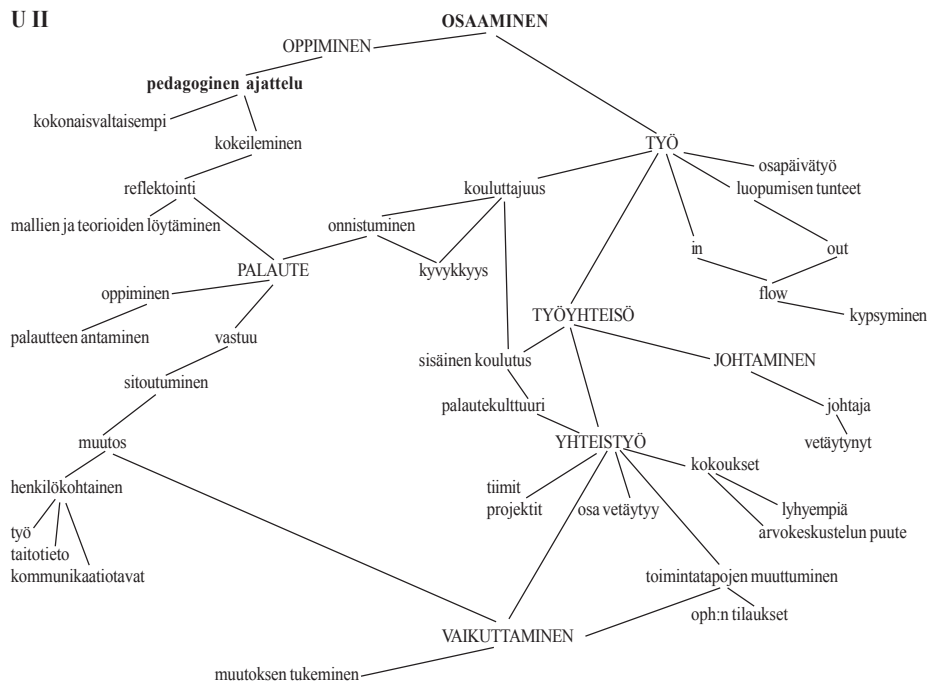 U II
OSAAMINEN
OPPIMINEN
pedagoginen ajattelu
kokonaisvaltaisempi
kokeileminen
TYÖ
osapäivätyö
reflektointi
kouluttajuus
luopumisen tunteet
mallien ja teorioiden löytäminen
onnistuminen
in
out
PALAUTE
kyvykkyys
oppiminen
flow
TYÖYHTEISÖ
kypsyminen
palautteen antaminen
vastuu
sisäinen koulutus
JOHTAMINEN
sitoutuminen
palautekulttuuri
johtaja
muutos
YHTEISTYÖ
vetäytynyt
kokoukset
henkilökohtainen
tiimit
projektit
osa vetäytyy
lyhyempiä
työ
arvokeskustelun puute
taitotieto
kommunikaatiotavat
toimintatapojen muuttuminen
oph:n tilaukset
VAIKUTTAMINEN
muutoksen tukeminen